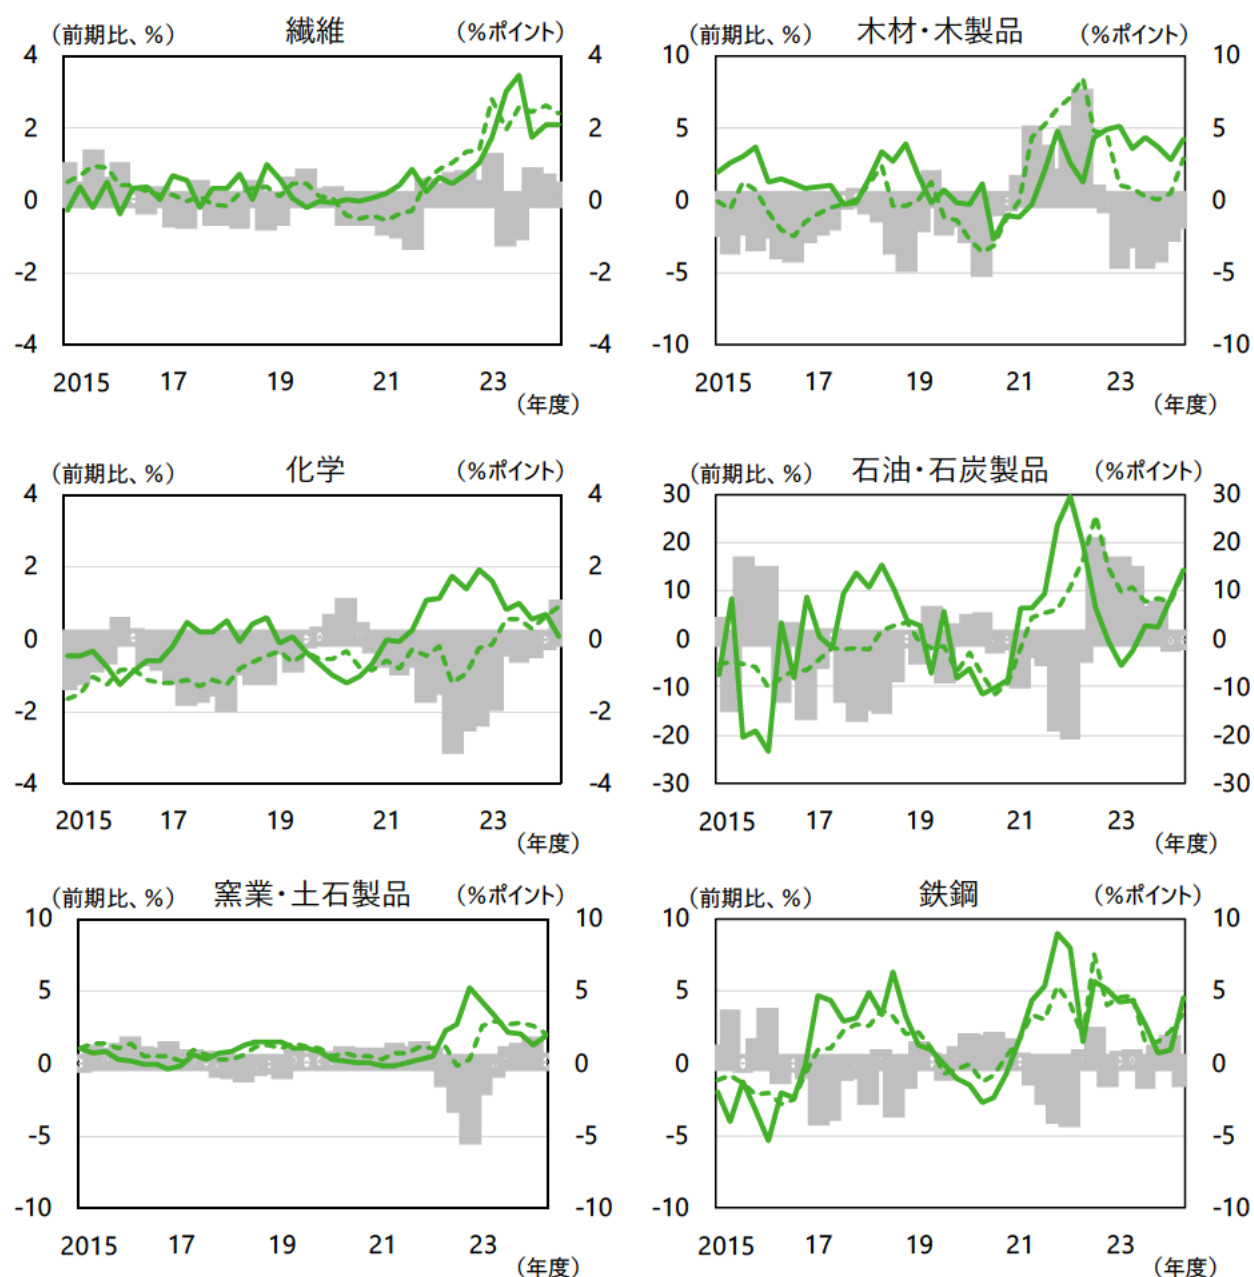 繊維 木材・木製品
（前期比、％） （％ポイント） （前期比、％） （％ポイント）
4 4 10 10
2 2 5 5
0 0 0 0
-2 -2 -5 -5
-4 -4 -10 -10
2015 17 19 21 23 2015 17 19 21 23
（年度） （年度）
化学 石油・石炭製品
（前期比、％） （％ポイント） （前期比、％） （％ポイント）
4 4 30 30
20 20
2 2 10 10
0 0 0 0
-2 -2 -10 -10
-20 -20
-4 -4 -30 -30
2015 17 19 21 23 2015 17 19 21 23
（年度） （年度）
窯業・土石製品 鉄鋼
（前期比、％） （％ポイント） （前期比、％） （％ポイント）
10 10 10 10
5 5 5 5
0 0 0 0
-5 -5 -5 -5
-10 -10 -10 -10
2015 17 19 21 23 2015 17 19 21 23
（年度） （年度）